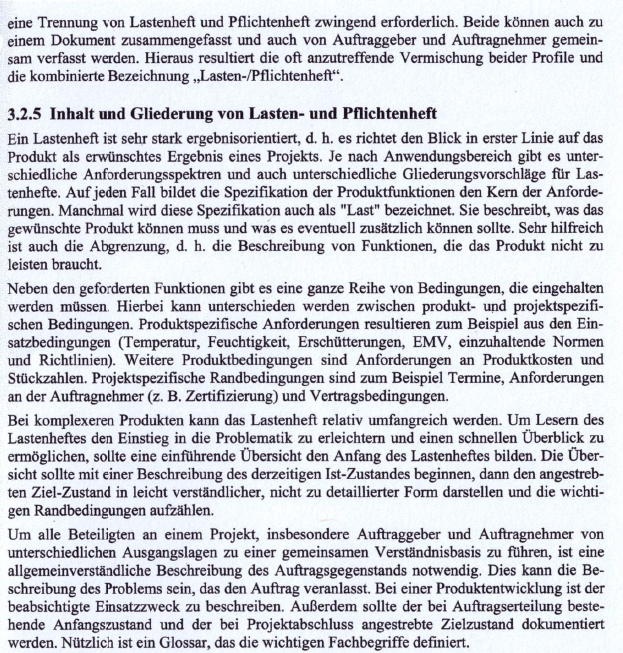 eine Trennung von Lastenheft und Pflichtenheft zwingend erforderlich. Beide können auch zu
einem Dokument zusammengefasst und auch von Auftraggeber und Auftragnehmer gemein-
sam verfasst werden. Hieraus resultiert die oft anzutreffende Vermischung beider Profile und
die kombinierte Bezeichnung „Lasten-/Pflichtenheft“.
3.2.5 Inhalt und Gliederung von Lasten- und Pflichtenheft
Ein Lastenheft ist sehr stark ergebnisorientiert, d. h. es richtet den Blick in erster Linie auf das
Produkt als erwünschtes Ergebnis eines Projekts. Je nach Anwendungsbereich gibt es unter-
schiedliche Anforderungsspektren und auch unterschiedliche Gliederungsvorschläge für Las-
tenhefte. Auf jeden Fall bildet die Spezifikation der Produktfunktionen den Kern der Anforde-
rungen. Manchmal wird diese Spezifikation auch als "Last" bezeichnet. Sie beschreibt, was das
gewünschte Produkt können muss und was es eventuell zusätzlich können sollte. Sehr hilfreich
ist auch die Abgrenzung, d. h. die Beschreibung von Funktionen, die das Produkt nicht zu
leisten braucht.
Neben den geforderten Funktionen gibt es eine ganze Reihe von Bedingungen, die eingehalten
werden müssen. Hierbei kann unterschieden werden zwischen produkt- und projektspezifi-
schen Bedingungen. Produktspezifische Anforderungen resultieren zum Beispiel aus den Ein-
satzbedingungen (Temperatur, Feuchtigkeit, Erschütterungen, EMV, einzuhaltende Normen
und Richtlinien). Weitere Produktbedingungen sind Anforderungen an Produktkosten und
Stückzahlen. Projektspezifische Randbedingungen sind zum Beispiel Termine, Anforderungen
an der Auftragnehmer (z. B. Zertifizierung) und Vertragsbedingungen.
Bei komplexeren Produkten kann das Lastenheft relativ umfangreich werden. Um Lesern des
Lastenheftes den Einstieg in die Problematik zu erleichtern und einen schnellen Überblick zu
ermöglichen, sollte eine einführende Übersicht den Anfang des Lastenheftes bilden. Die Über-
sicht sollte mit einer Beschreibung des derzeitigen Ist-Zustandes beginnen, dann den angestreb-
ten Ziel-Zustand in leicht verständlicher, nicht zu detaillierter Form darstellen und die wichti-
gen Randbedingungen aufzählen.
Um alle Beteiligten an einem Projekt, insbesondere Auftraggeber und Auftragnehmer von
unterschiedlichen Ausgangslagen zu einer gemeinsamen Verständnisbasis zu führen, ist eine
allgemeinverständliche Beschreibung des Auftragsgegenstands notwendig. Dies kann die Be-
schreibung des Problems sein, das den Auftrag veranlasst. Bei einer Produktentwicklung ist der
beabsichtigte Einsatzzweck zu beschreiben. Außerdem sollte der bei Auftragserteilung beste-
hende Anfangszustand und der bei Projektabschluss angestrebte Zielzustand dokumentiert
werden. Nützlich ist ein Glossar, das die wichtigen Fachbegriffe definiert.